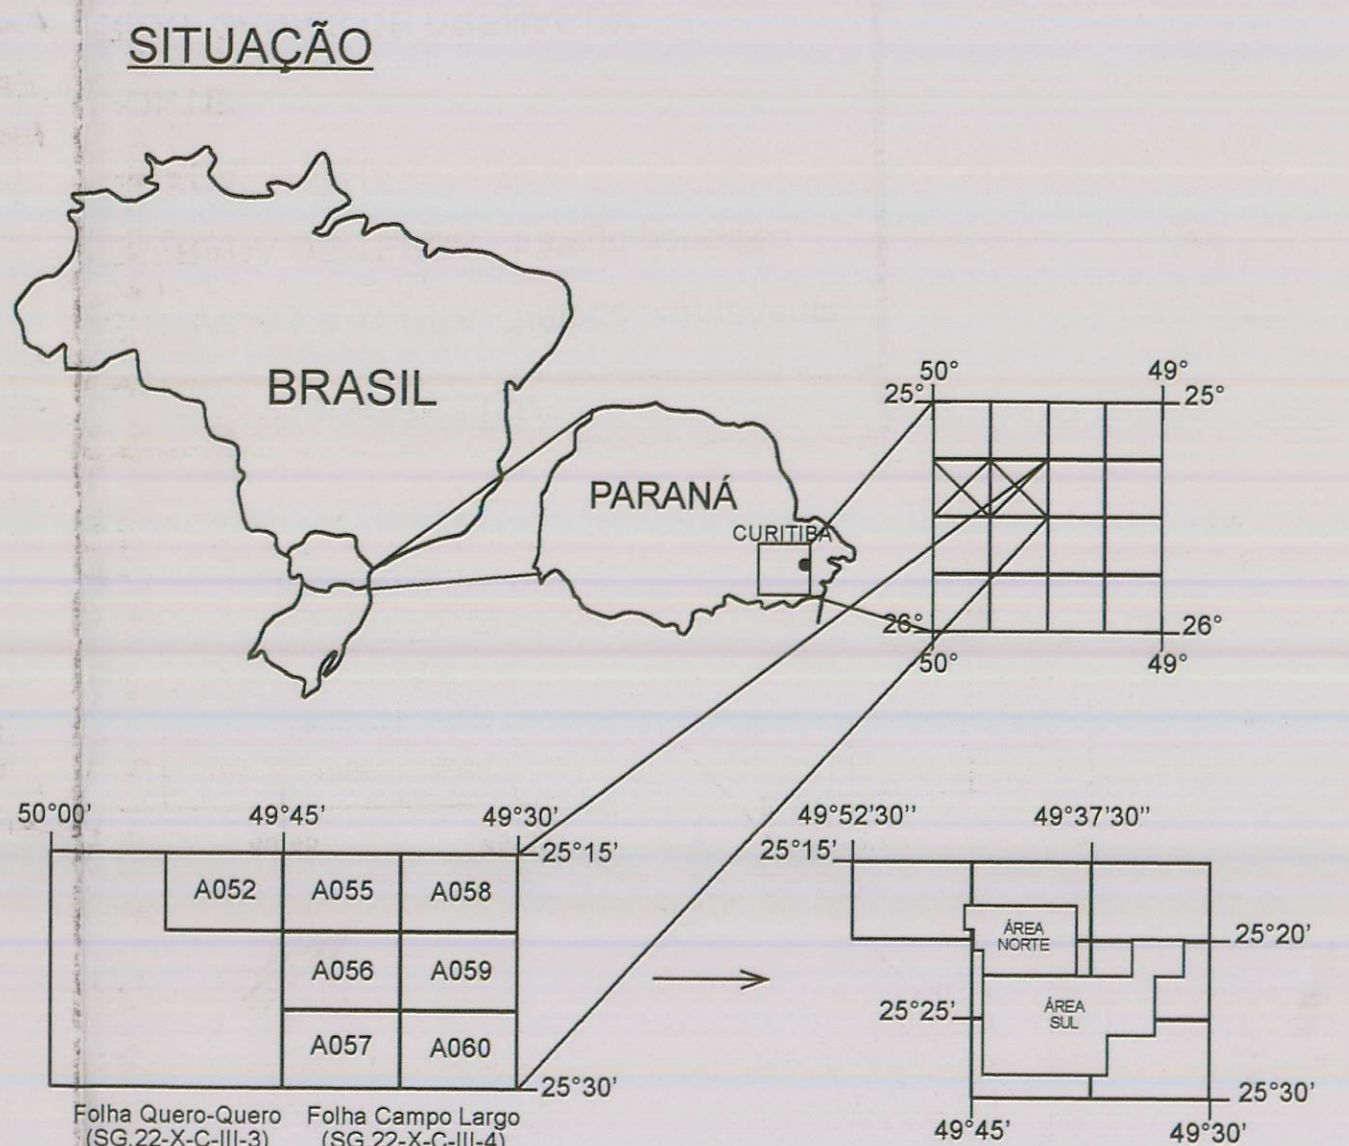 SITUAÇÃO
BRASIL
PARANÁ
CURITIBA
50° 49°
25° 25°
26° 26°
50° 49°
50°00' 49°45' 49°30'
25°15'
A052 A055 A058
A056 A059
A057 A060
25°30'
Folha Quero-Quero
(SG.22-X-C-III-3)
Folha Campo Largo
(SG.22-X-C-III-4)
49°52'30'' 49°37'30''
25°15'
ÁREA
NORTE
25°20'
25°25'
ÁREA
SUL
25°30'
49°45' 49°30'